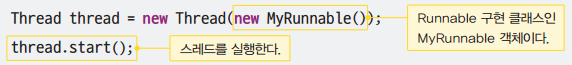 Thread thread = new Thread(new MyRunnable());
Runnable 구현 클래스인
MyRunnable 객체이다.
thread.start();
스레드를 실행한다.